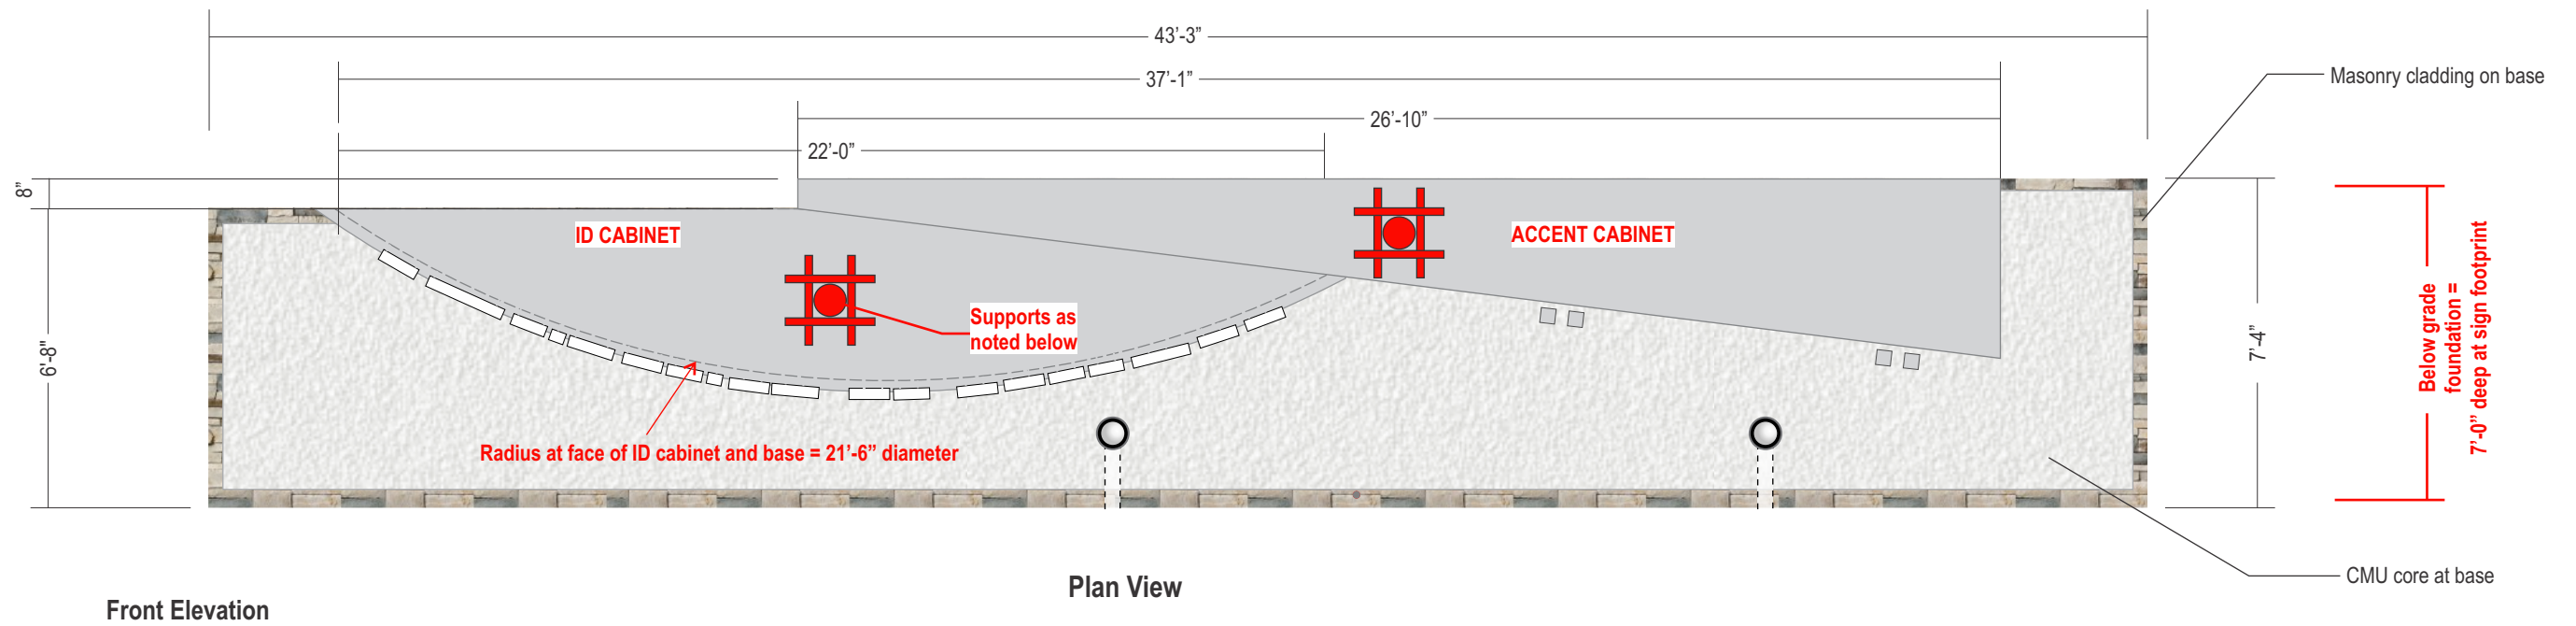 43’-3”
37’-1”
Masonry cladding on base
26’-10”
22’-0”
8”
ID CABINET
ACCENT CABINET
Supports as
noted below
6’-8"
7’-4”
Below grade
foundation =
7’-0” deep at sign footprint
Radius at face of ID cabinet and base = 21’-6” diameter
CMU core at base
Plan View
Front Elevation